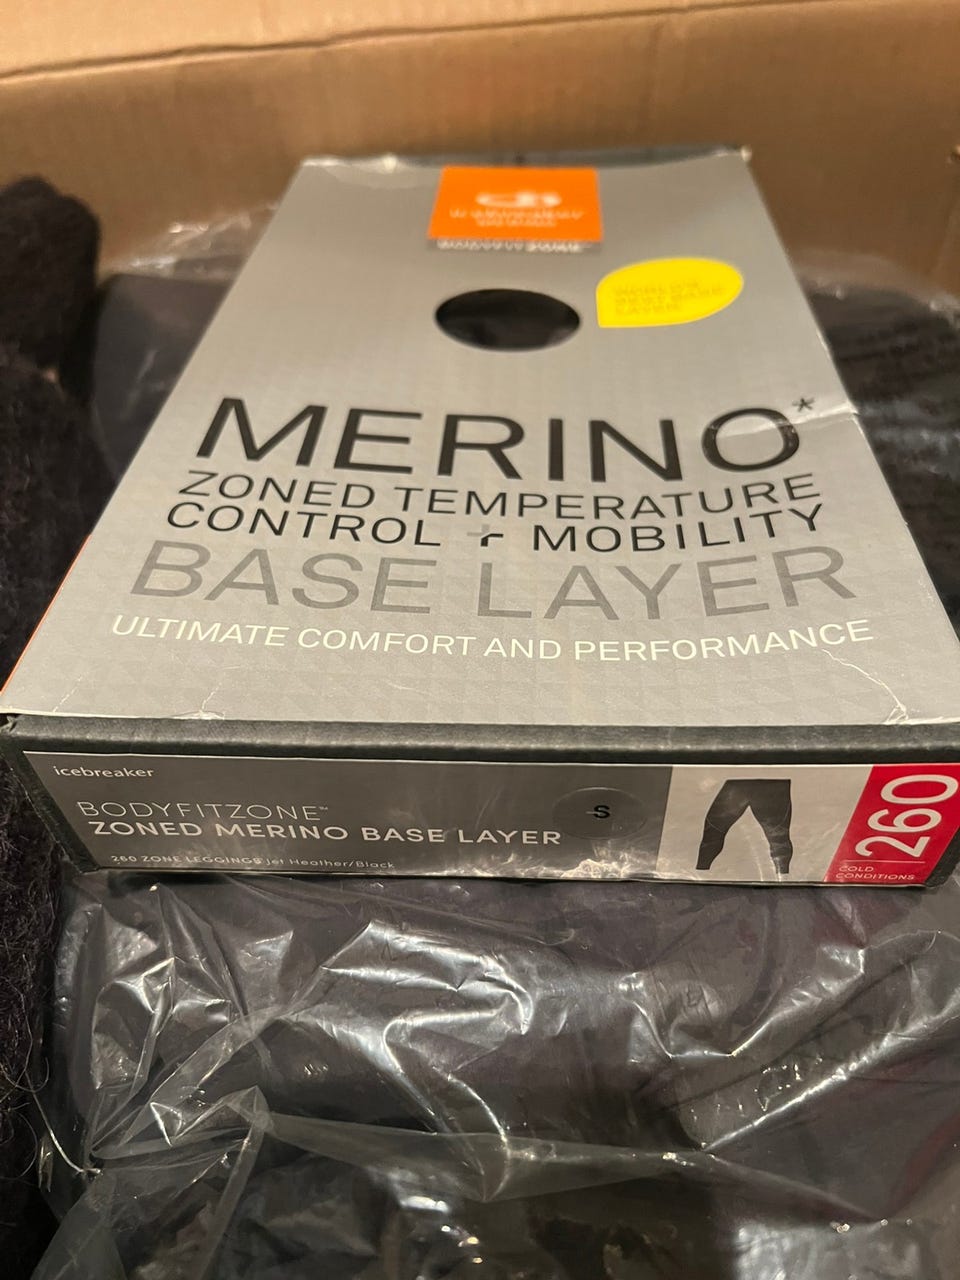 MERINO*
ZONED TEMPERATURE
CONTROL + MOBILITY
BASE LAYER
ULTIMATE COMFORT AND PERFORMANCE
icebreaker
BODYFITZONE™
ZONED MERINO BASE LAYER
260 ZONE LEGGINGS Jet Heather/Black
S
260
COLD
CONDITIONS